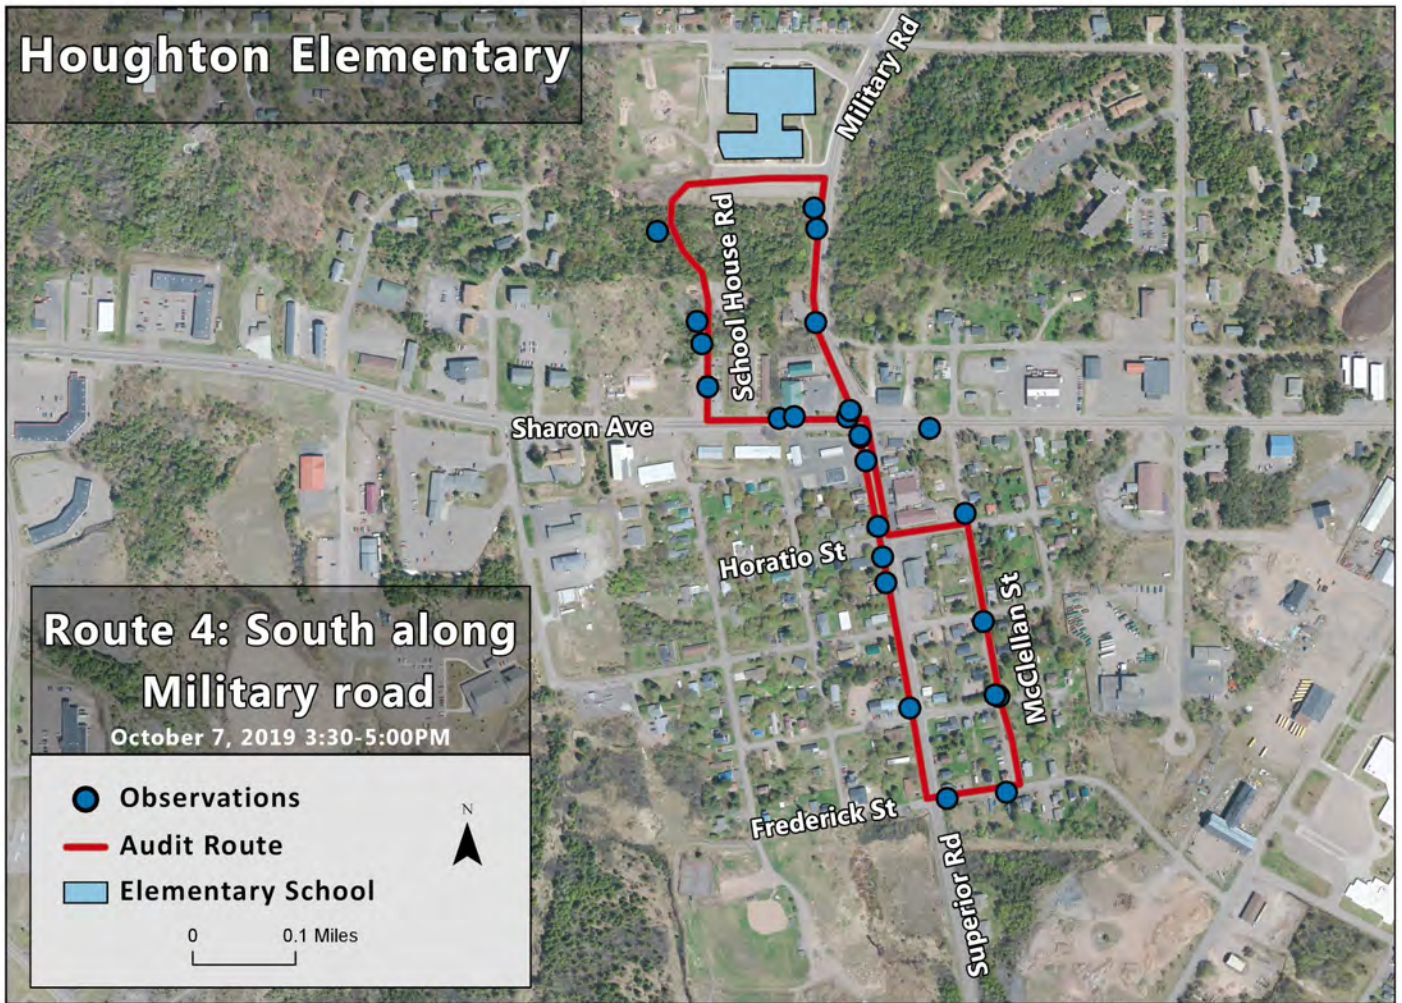 Houghton Elementary
Military Rd
School House Rd
Sharon Ave
Horatio St
McClellan St
Frederick St
Superior Rd
Route 4: South along
Military road
October 7, 2019 3:30-5:00PM
Observations
Audit Route
Elementary School
N
0 0.1 Miles